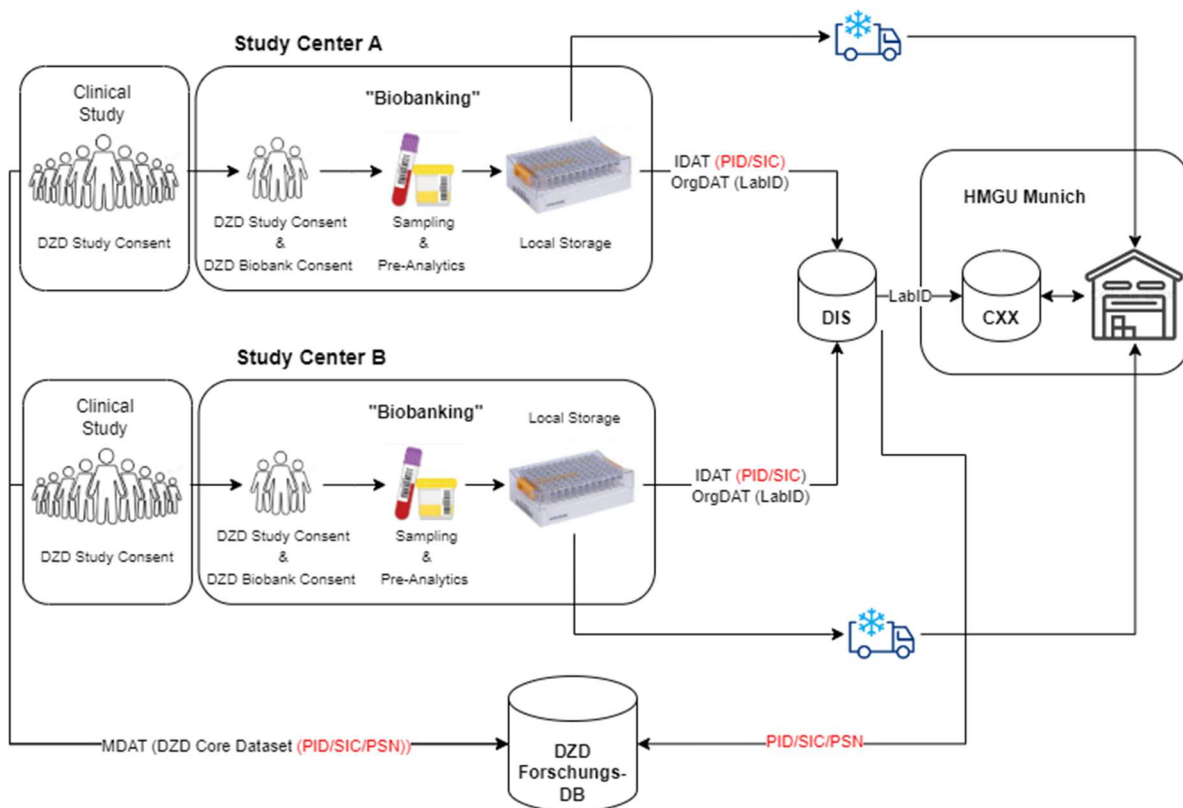 Study Center A
Clinical
Study
DZD Study Consent
"Biobanking"
DZD Study Consent
&
DZD Biobank Consent
Sampling
&
Pre-Analytics
Local Storage
IDAT (PID/SIC)
OrgDAT (LabID)
DIS
LabID
HMGU Munich
CXX
Study Center B
Clinical
Study
DZD Study Consent
"Biobanking"
DZD Study Consent
&
DZD Biobank Consent
Sampling
&
Pre-Analytics
Local Storage
IDAT (PID/SIC)
OrgDAT (LabID)
MDAT (DZD Core Dataset (PID/SIC/PSN))
DZD
Forschungs-
DB
PID/SIC/PSN